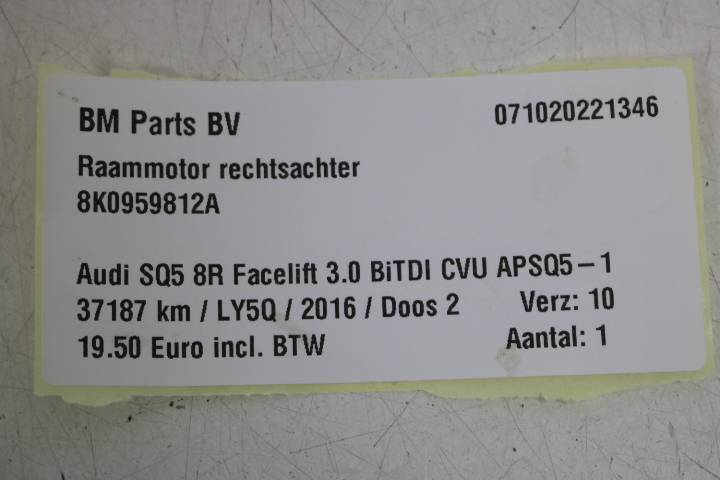 BM Parts BV 071020221346
Raammotor rechtsachter
8K0959812A
Audi SQ5 8R Facelift 3.0 BiTDI CVU APSQ5-1
37187 km / LY5Q / 2016 / Doos 2 Verz: 10
19.50 Euro incl. BTW Aantal: 1